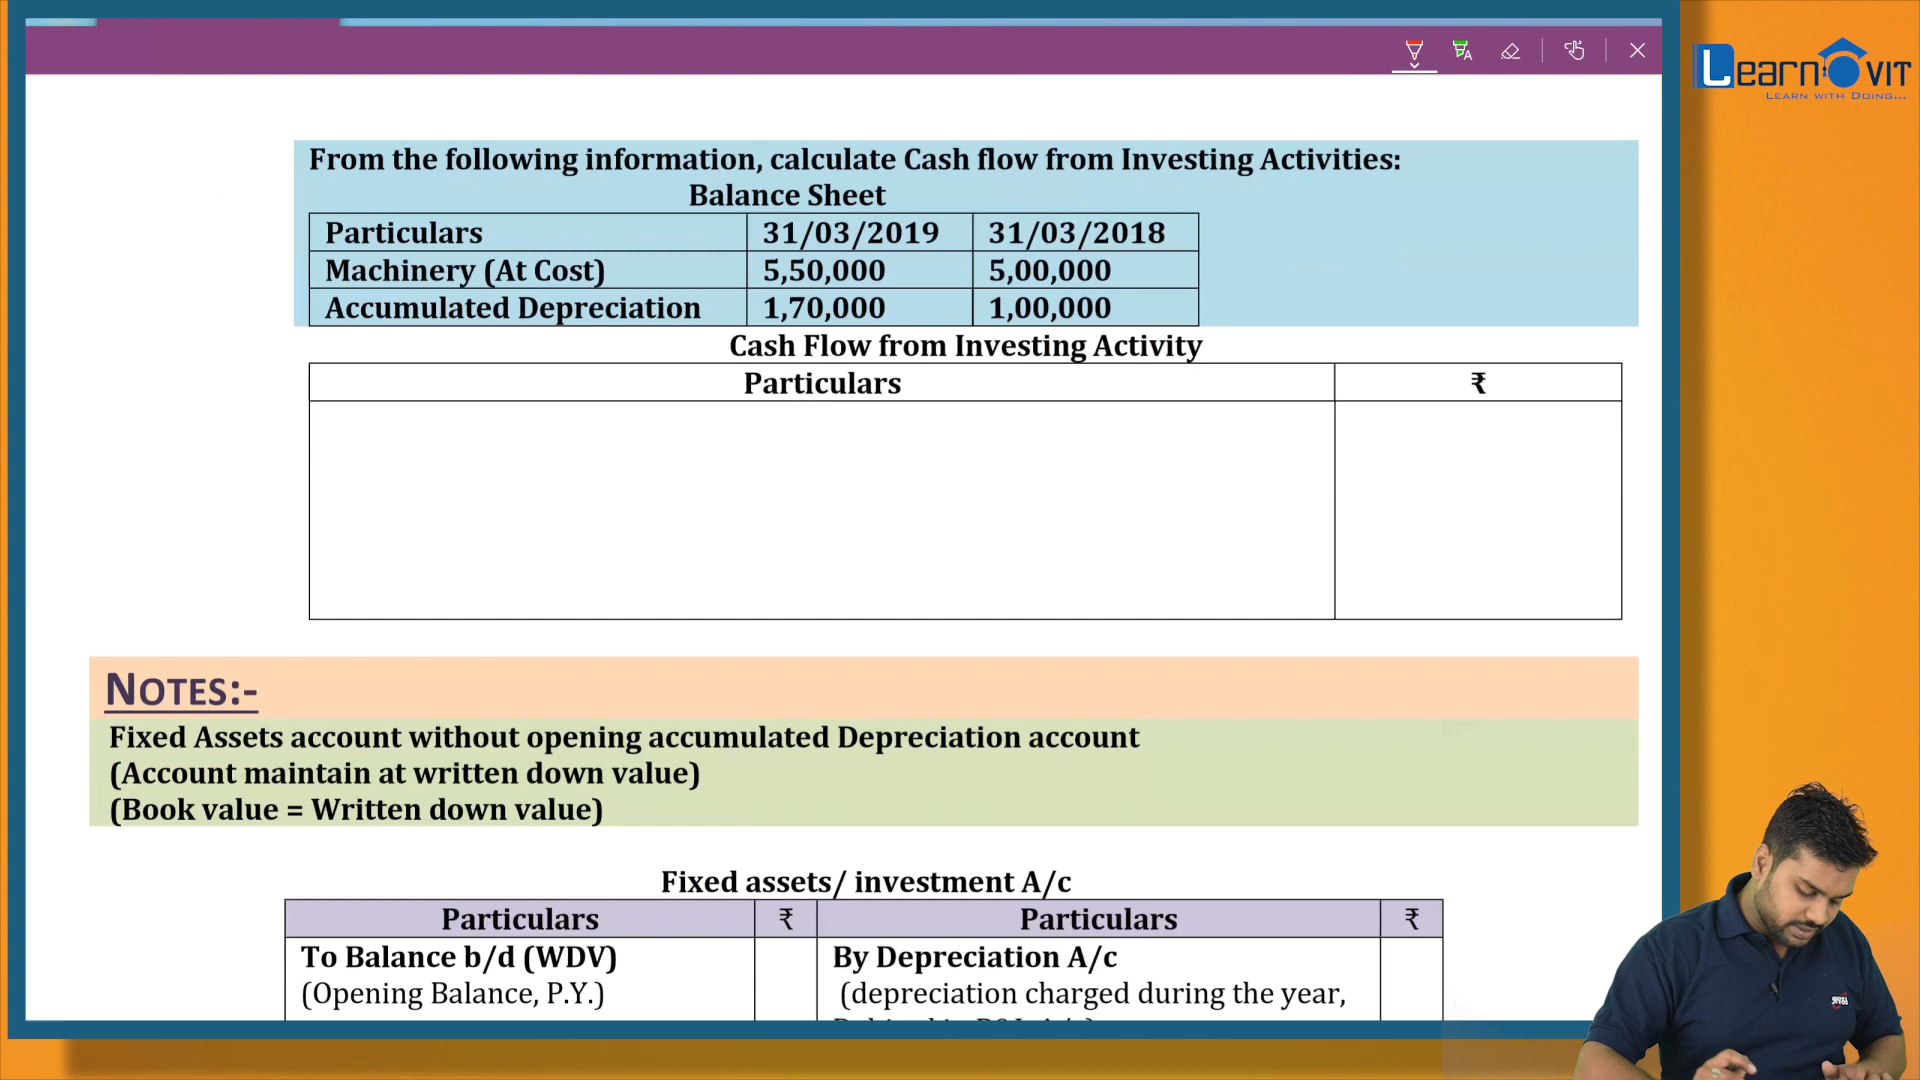 LearnOVIT
LEARN WITH DOING...
From the following information, calculate Cash flow from Investing Activities:
Balance Sheet
Particulars 31/03/2019 31/03/2018
Machinery (At Cost) 5,50,000 5,00,000
Accumulated Depreciation 1,70,000 1,00,000
Cash Flow from Investing Activity
Particulars ₹
NOTES:-
Fixed Assets account without opening accumulated Depreciation account
(Account maintain at written down value)
(Book value = Written down value)
Fixed assets/ investment A/c
Particulars ₹ Particulars ₹
To Balance b/d (WDV) By Depreciation A/c
(Opening Balance, P.Y.) (depreciation charged during the year,